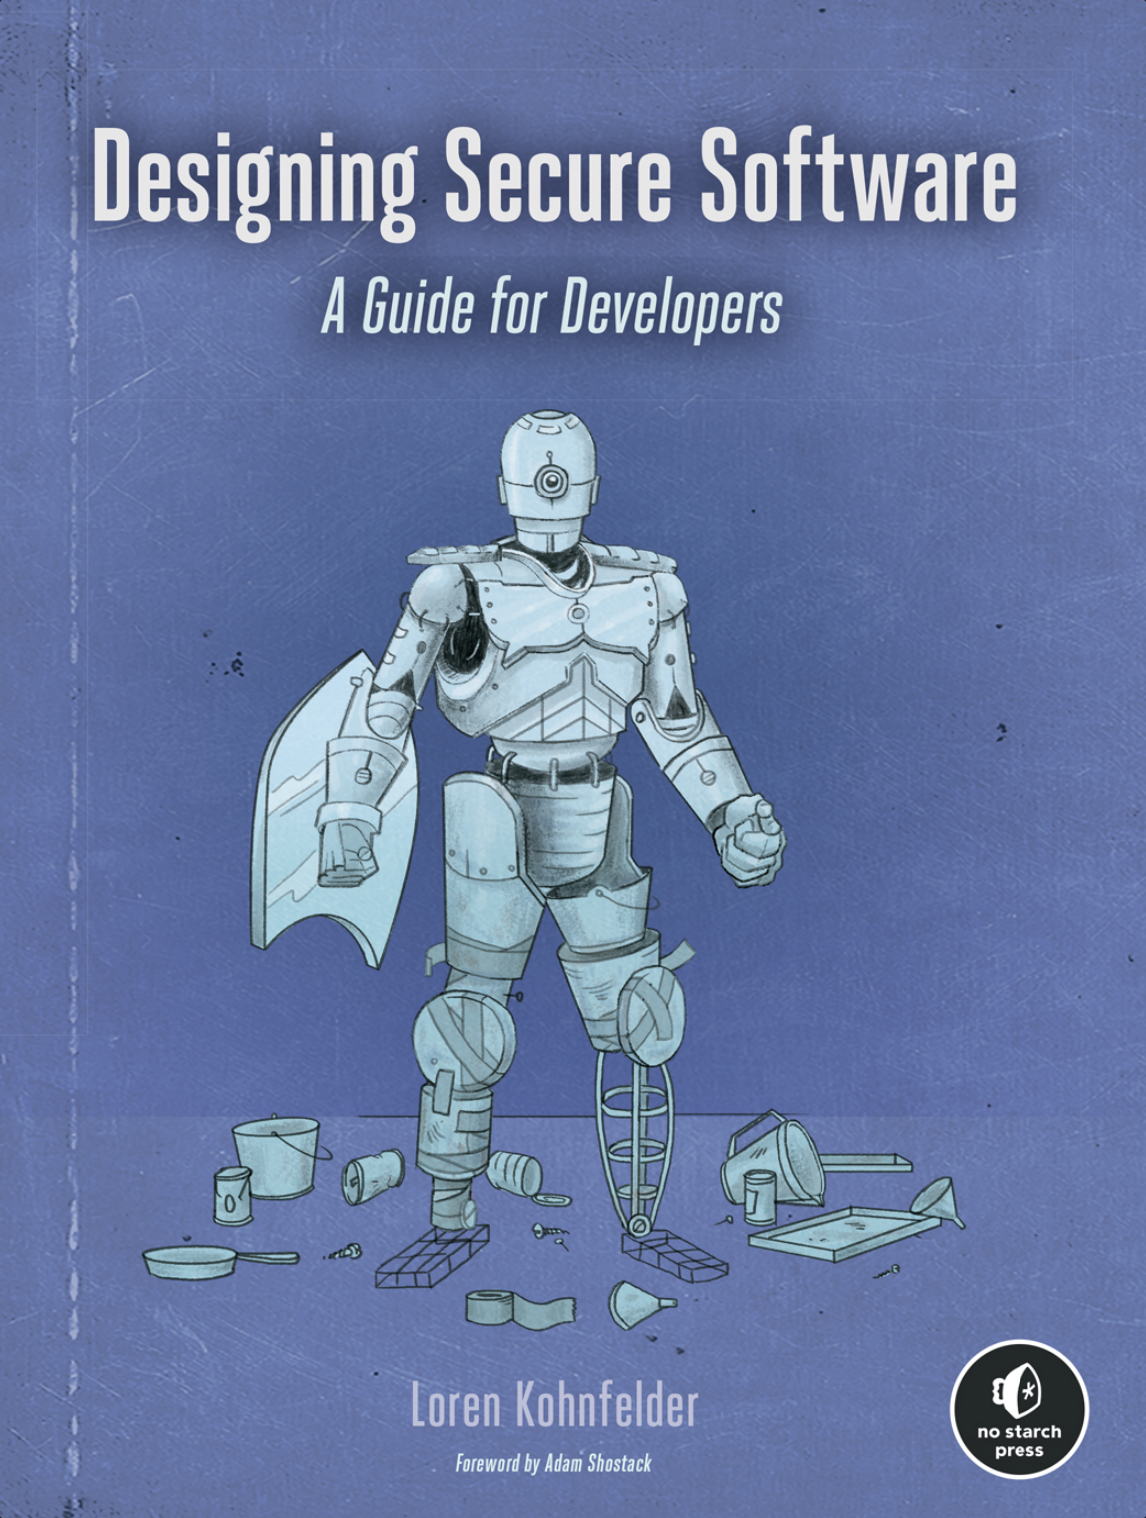 Designing Secure Software
A Guide for Developers
Loren Kohnfelder
Foreword by Adam Shostack
no starch
press